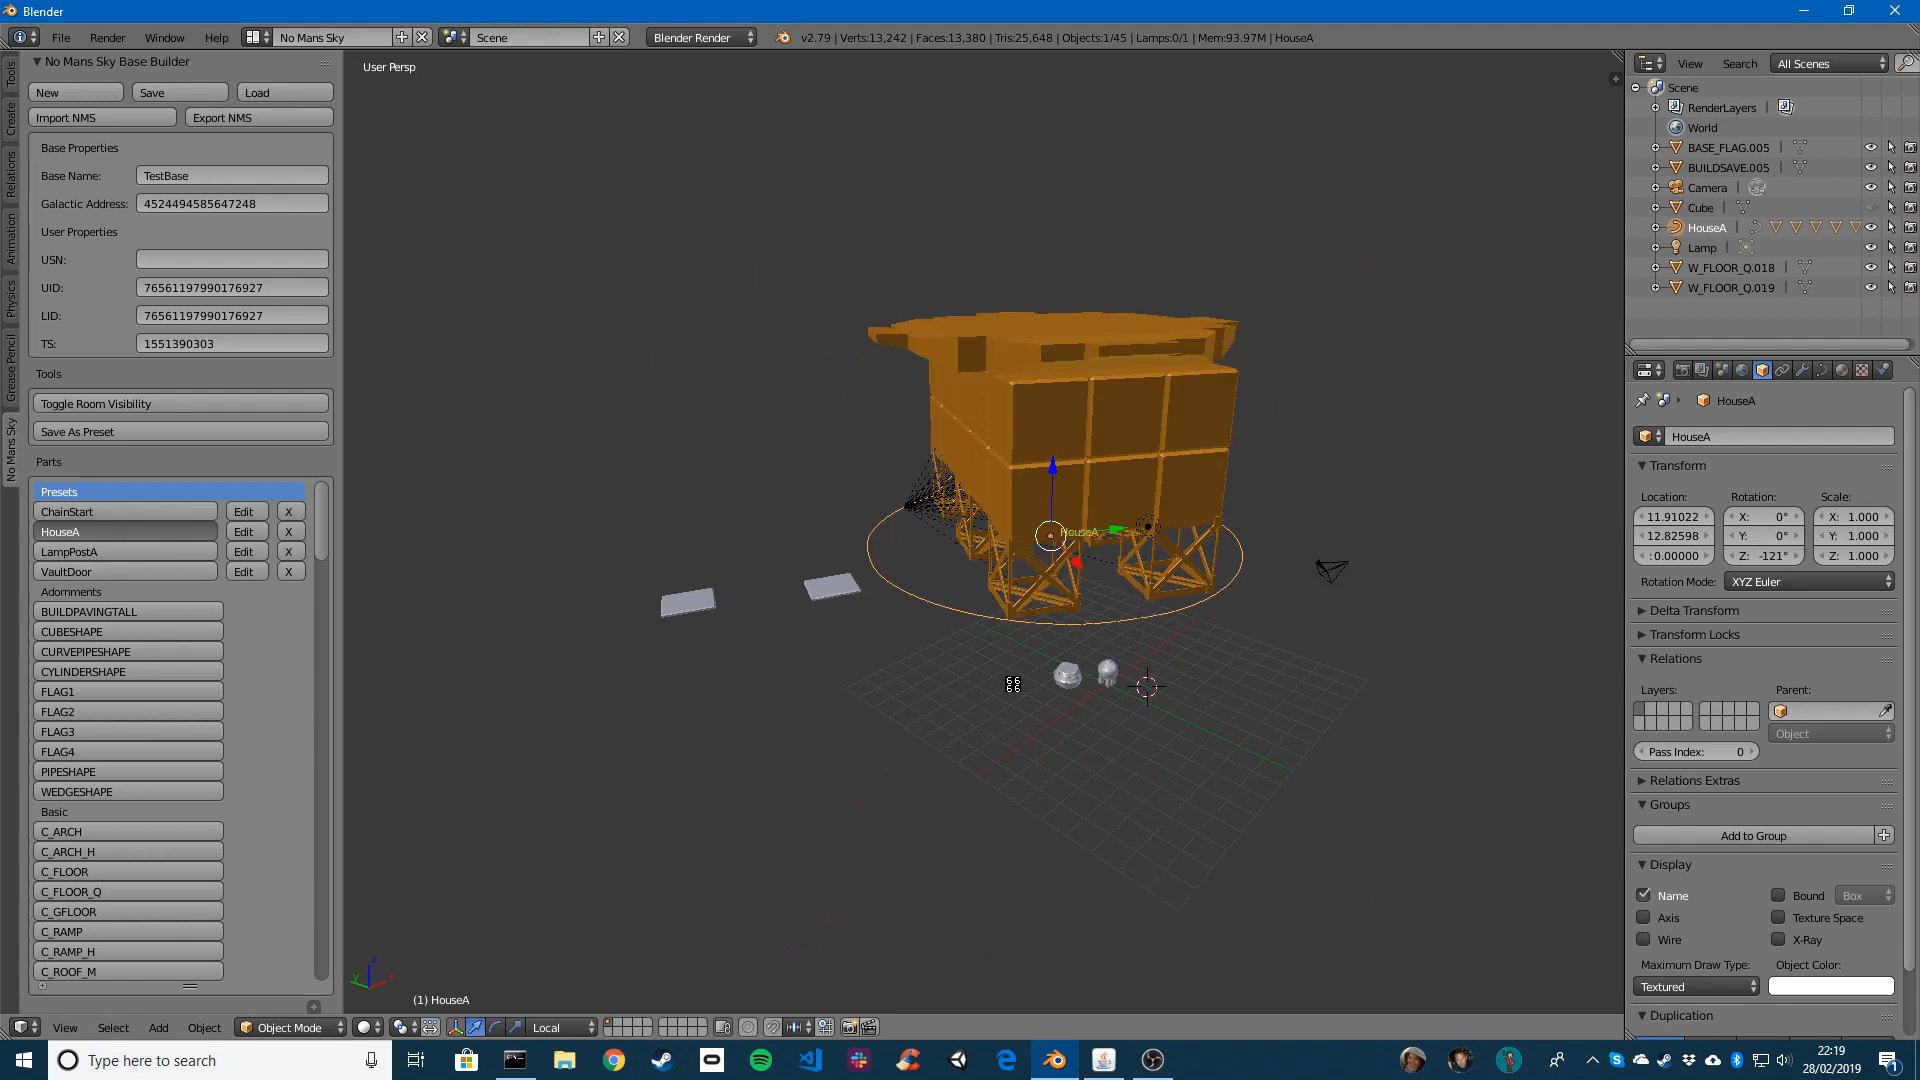 Blender
File Render Window Help No Mans Sky Scene Blender Render v2.79 | Verts:13,242 | Faces:13,380 | Tris:25,648 | Objects:1/45 | Lamps:0/1 | Mem:93.97M | HouseA
No Mans Sky Base Builder
New Save Load
Import NMS Export NMS
Base Properties
Base Name: TestBase
Galactic Address: 4524494585647248
User Properties
USN:
UID: 76561197990176927
LID: 76561197990176927
TS: 1551390303
Tools
Toggle Room Visibility
Save As Preset
Parts
Presets
ChainStart Edit X
HouseA Edit X
LampPostA Edit X
VaultDoor Edit X
Adornments
BUILDPAVINGTALL
CUBESHAPE
CURVEPIPESHAPE
CYLINDERSHAPE
FLAG1
FLAG2
FLAG3
FLAG4
PIPESHAPE
WEDGESHAPE
Basic
C_ARCH
C_ARCH_H
C_FLOOR
C_FLOOR_Q
C_GFLOOR
C_RAMP
C_RAMP_H
C_ROOF_M
Tools
Create
Relations
Animation
Physics
Grease Pencil
No Mans Sky
User Persp
HouseA
66
66
z
y
x
(1) HouseA
View Select Add Object Object Mode Local
View Search All Scenes
Scene
RenderLayers |
World
BASE_FLAG.005 |
BUILDSAVE.005 |
Camera |
Cube |
HouseA |
Lamp |
W_FLOOR_Q.018 |
W_FLOOR_Q.019 |
HouseA
HouseA
Transform
Location: Rotation: Scale:
11.91022 X: 0° X: 1.000
12.82598 Y: 0° Y: 1.000
:0.00000 Z: -121° Z: 1.000
Rotation Mode: XYZ Euler
Delta Transform
Transform Locks
Relations
Layers: Parent:
Object
Pass Index: 0
Relations Extras
Groups
Add to Group
Display
Name Bound Box
Axis Texture Space
Wire X-Ray
Maximum Draw Type: Object Color:
Textured
Duplication
Type here to search
22:19
28/02/2019
1